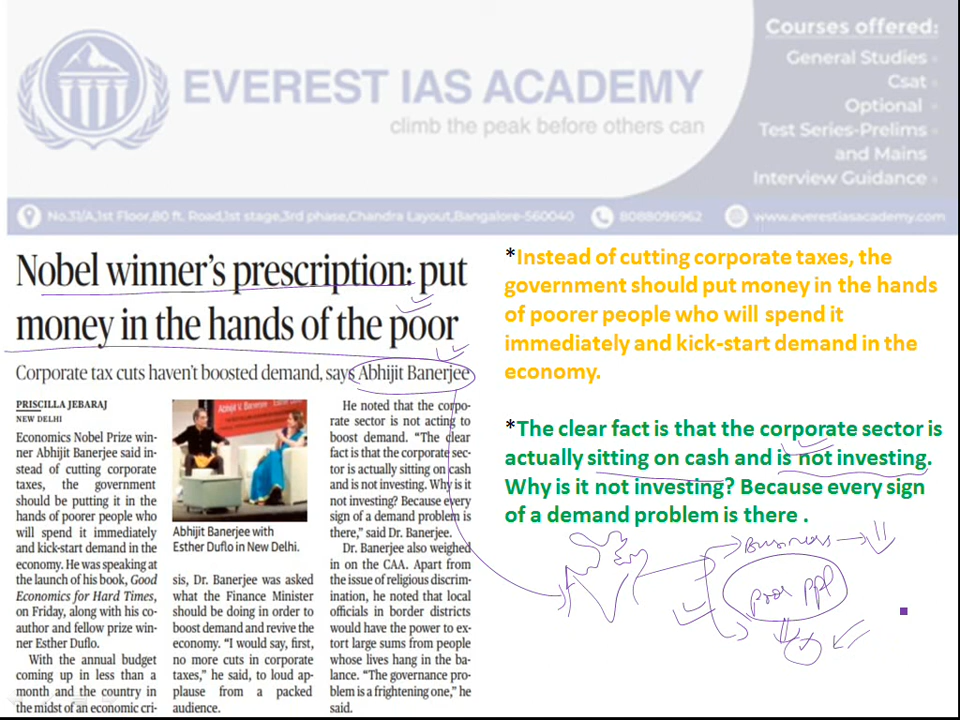 Courses offered:
General Studies
Csat
Optional
Test Series-Prelims
and Mains
Interview Guidance
EVEREST IAS ACADEMY
climb the peak before others can
No.31/A,1st Floor,80 ft. Road,1st stage,3rd phase,Chandra Layout,Bangalore-560040
8088096962
www.everestiasacademy.com
Nobel winner's prescription: put
money in the hands of the poor
Corporate tax cuts haven't boosted demand, says Abhijit Banerjee
PRISCILLA JEBARAJ
NEW DELHI
Economics Nobel Prize win-
ner Abhijit Banerjee said in-
stead of cutting corporate
taxes, the government
should be putting it in the
hands of poorer people who
will spend it immediately
and kick-start demand in the
economy. He was speaking at
the launch of his book, Good
Economics for Hard Times,
on Friday, along with his co-
author and fellow prize win-
ner Esther Duflo.
With the annual budget
coming up in less than a
month and the country in
the midst of an economic cri-
Abhijit V. Banerjee
Abhijit Banerjee with
Esther Duflo in New Delhi.
sis, Dr. Banerjee was asked
what the Finance Minister
should be doing in order to
boost demand and revive the
economy. "I would say, first,
no more cuts in corporate
taxes," he said, to loud ap-
plause from a packed
audience.
He noted that the corpo-
rate sector is not acting to
boost demand. "The clear
fact is that the corporate sec-
tor is actually sitting on cash
and is not investing. Why is it
not investing? Because every
sign of a demand problem is
there," said Dr. Banerjee.
Dr. Banerjee also weighed
in on the CAA. Apart from
the issue of religious discrim-
ination, he noted that local
officials in border districts
would have the power to ex-
tort large sums from people
whose lives hang in the ba-
lance. "The governance pro-
blem is a frightening one," he
said.
*Instead of cutting corporate taxes, the
government should put money in the hands
of poorer people who will spend it
immediately and kick-start demand in the
economy.
*The clear fact is that the corporate sector is
actually sitting on cash and is not investing.
Why is it not investing? Because every sign
of a demand problem is there .
Business
poor ppl